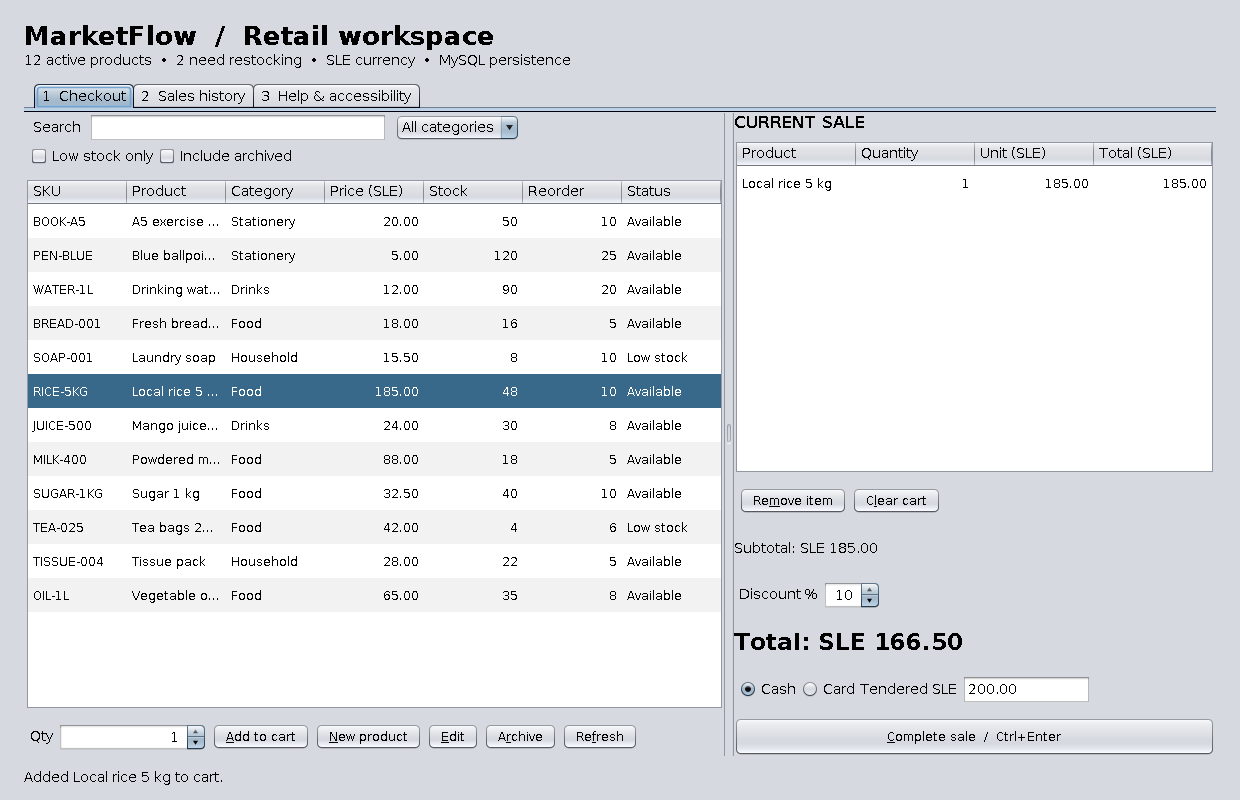 MarketFlow / Retail workspace
12 active products • 2 need restocking • SLE currency • MySQL persistence
1 Checkout 2 Sales history 3 Help & accessibility
Search All categories
Low stock only Include archived
SKU Product Category Price (SLE) Stock Reorder Status
BOOK-A5 A5 exercise ... Stationery 20.00 50 10 Available
PEN-BLUE Blue ballpoi... Stationery 5.00 120 25 Available
WATER-1L Drinking wat... Drinks 12.00 90 20 Available
BREAD-001 Fresh bread... Food 18.00 16 5 Available
SOAP-001 Laundry soap Household 15.50 8 10 Low stock
RICE-5KG Local rice 5 ... Food 185.00 48 10 Available
JUICE-500 Mango juice... Drinks 24.00 30 8 Available
MILK-400 Powdered m... Food 88.00 18 5 Available
SUGAR-1KG Sugar 1 kg Food 32.50 40 10 Available
TEA-025 Tea bags 2... Food 42.00 4 6 Low stock
TISSUE-004 Tissue pack Household 28.00 22 5 Available
OIL-1L Vegetable o... Food 65.00 35 8 Available
Qty 1 Add to cart New product Edit Archive Refresh
CURRENT SALE
Product Quantity Unit (SLE) Total (SLE)
Local rice 5 kg 1 185.00 185.00
Remove item Clear cart
Subtotal: SLE 185.00
Discount % 10
Total: SLE 166.50
Cash Card Tendered SLE 200.00
Complete sale / Ctrl+Enter
Added Local rice 5 kg to cart.